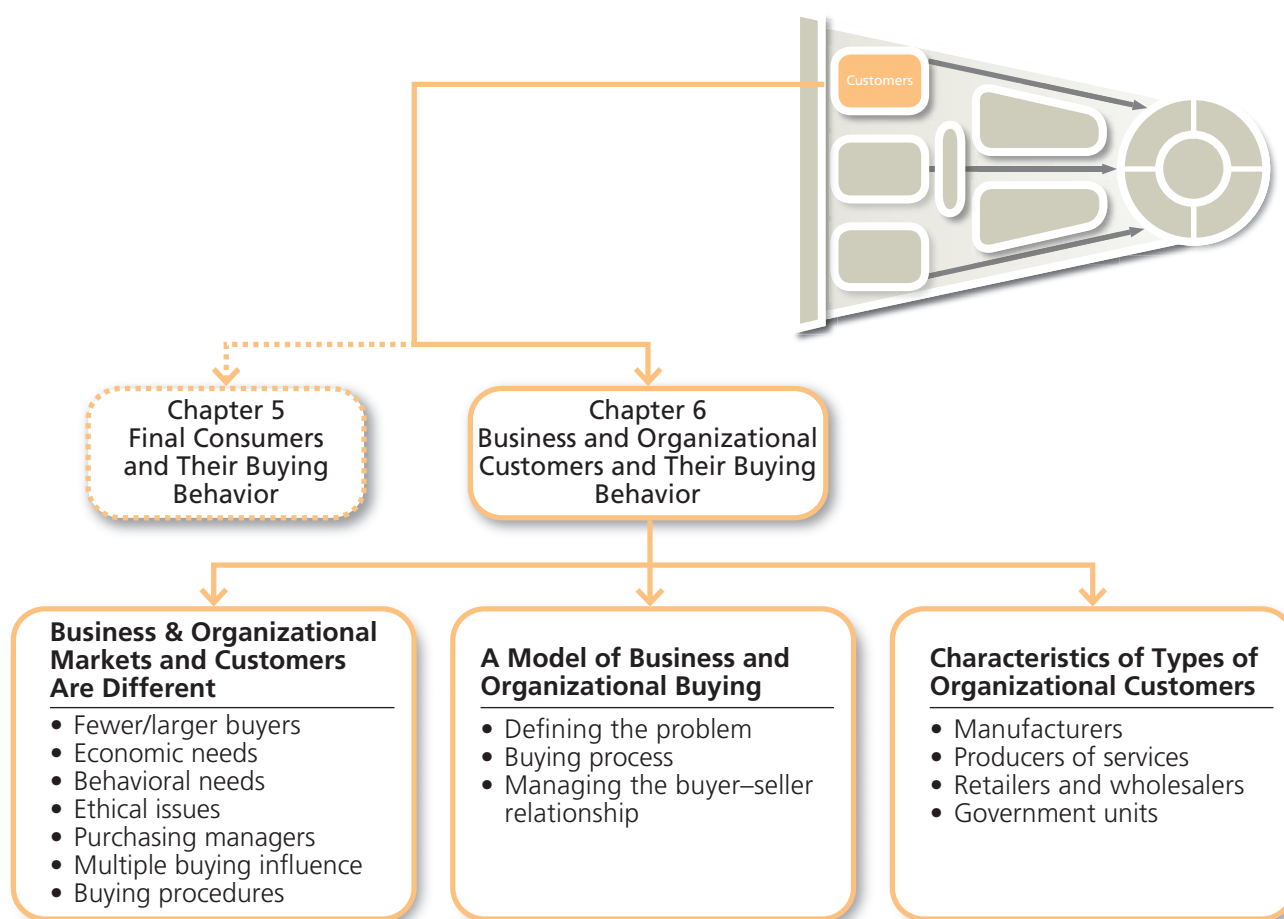 Customers
Chapter 5
Final Consumers
and Their Buying
Behavior
Chapter 6
Business and Organizational
Customers and Their Buying
Behavior
Business & Organizational
Markets and Customers
Are Different
• Fewer/larger buyers
• Economic needs
• Behavioral needs
• Ethical issues
• Purchasing managers
• Multiple buying influence
• Buying procedures
A Model of Business and
Organizational Buying
• Defining the problem
• Buying process
• Managing the buyer–seller
relationship
Characteristics of Types of
Organizational Customers
• Manufacturers
• Producers of services
• Retailers and wholesalers
• Government units